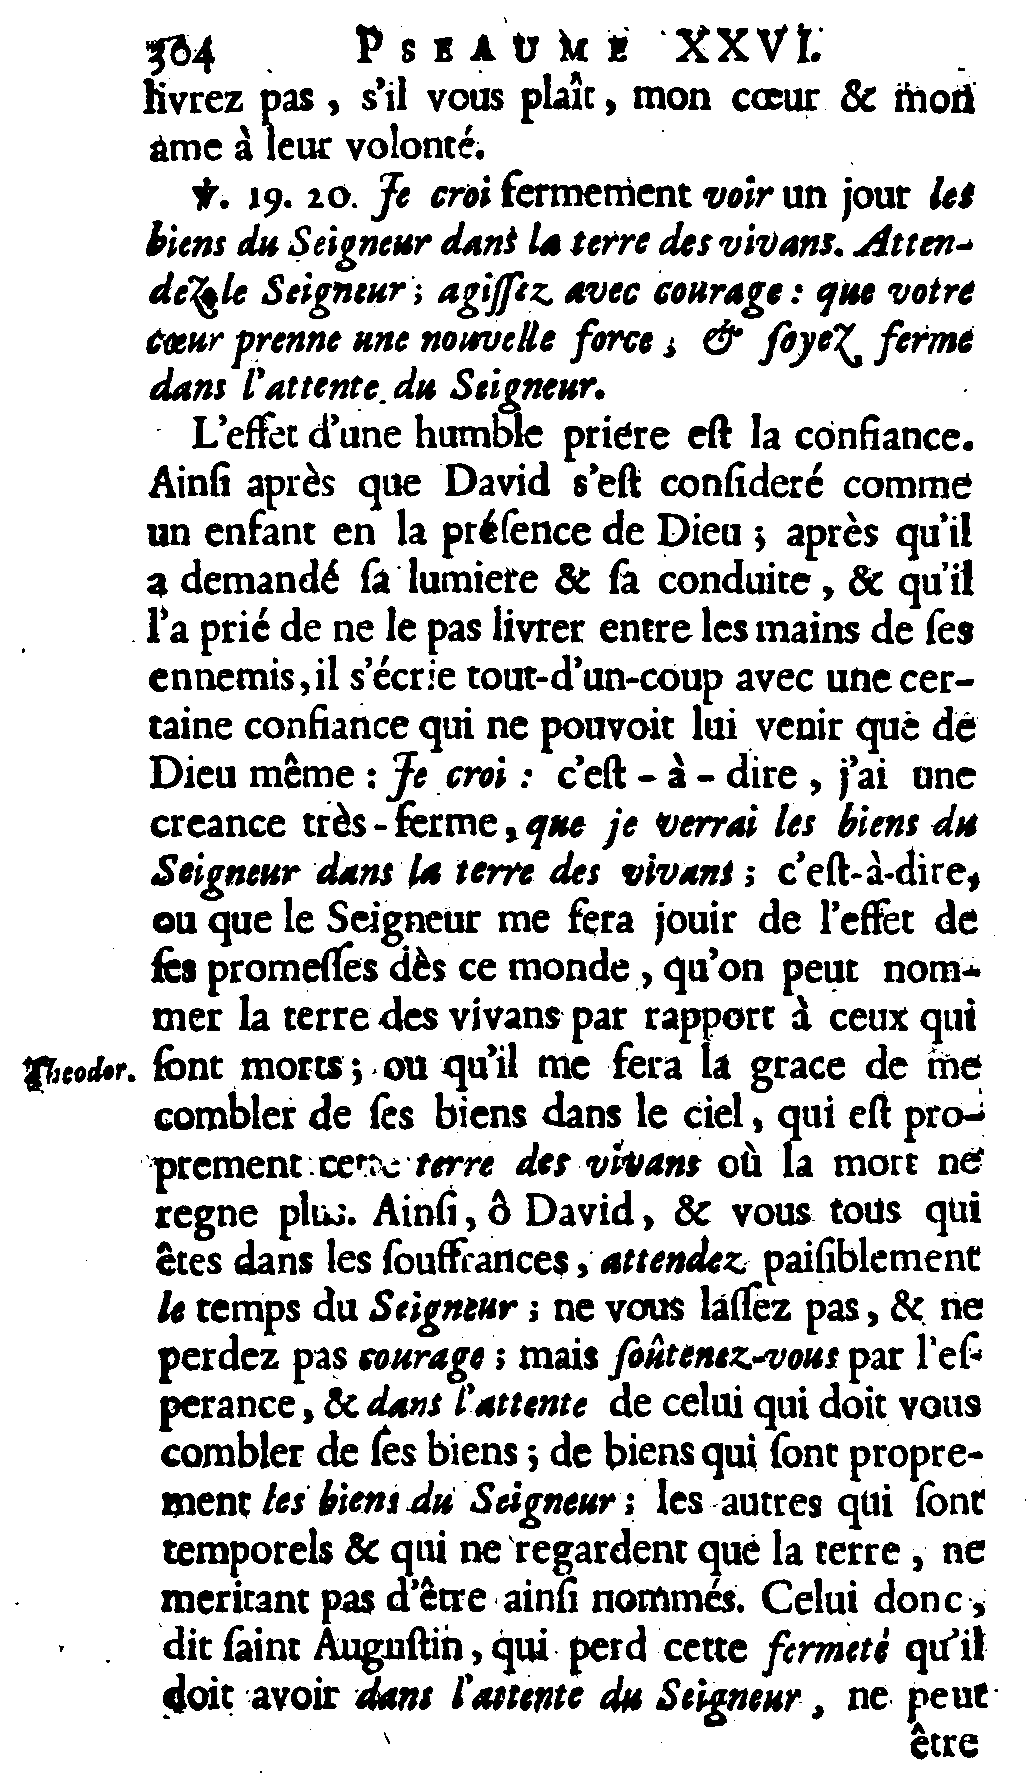 304 PSEAUME XXVI.
livrez pas, s'il vous plaît, mon cœur & mon
ame à leur volonté.
℣. 19. 20. Je croi fermement voir un jour les
biens du Seigneur dans la terre des vivans. Atten-
dez le Seigneur ; agiſſez avec courage : que votre
cœur prenne une nouvelle force, & ſoyez ferme
dans l'attente du Seigneur.
L'effet d'une humble priere eſt la confiance.
Ainſi après que David s'eſt conſideré comme
un enfant en la préſence de Dieu ; après qu'il
a demandé ſa lumiere & ſa conduite, & qu'il
l'a prié de ne le pas livrer entre les mains de ſes
ennemis, il s'écrie tout-d'un-coup avec une cer-
taine confiance qui ne pouvoit lui venir que de
Dieu même : Je croi : c'eſt-à-dire, j'ai une
creance très-ferme, que je verrai les biens du
Seigneur dans la terre des vivans ; c'eſt-à-dire,
ou que le Seigneur me fera jouir de l'effet de
ſes promeſſes dès ce monde, qu'on peut nom-
mer la terre des vivans par rapport à ceux qui
Theodor. ſont morts ; ou qu'il me fera la grace de me
combler de ſes biens dans le ciel, qui eſt pro-
prement cette terre des vivans où la mort ne
regne plus. Ainſi, ô David, & vous tous qui
êtes dans les ſouffrances, attendez paiſiblement
le temps du Seigneur ; ne vous laſſez pas, & ne
perdez pas courage ; mais ſoûtenez-vous par l'eſ-
perance, & dans l'attente de celui qui doit vous
combler de ſes biens ; de biens qui ſont propre-
ment les biens du Seigneur ; les autres qui ſont
temporels & qui ne regardent que la terre, ne
meritant pas d'être ainſi nommés. Celui donc,
dit ſaint Auguſtin, qui perd cette fermeté qu'il
doit avoir dans l'attente du Seigneur, ne peut
être